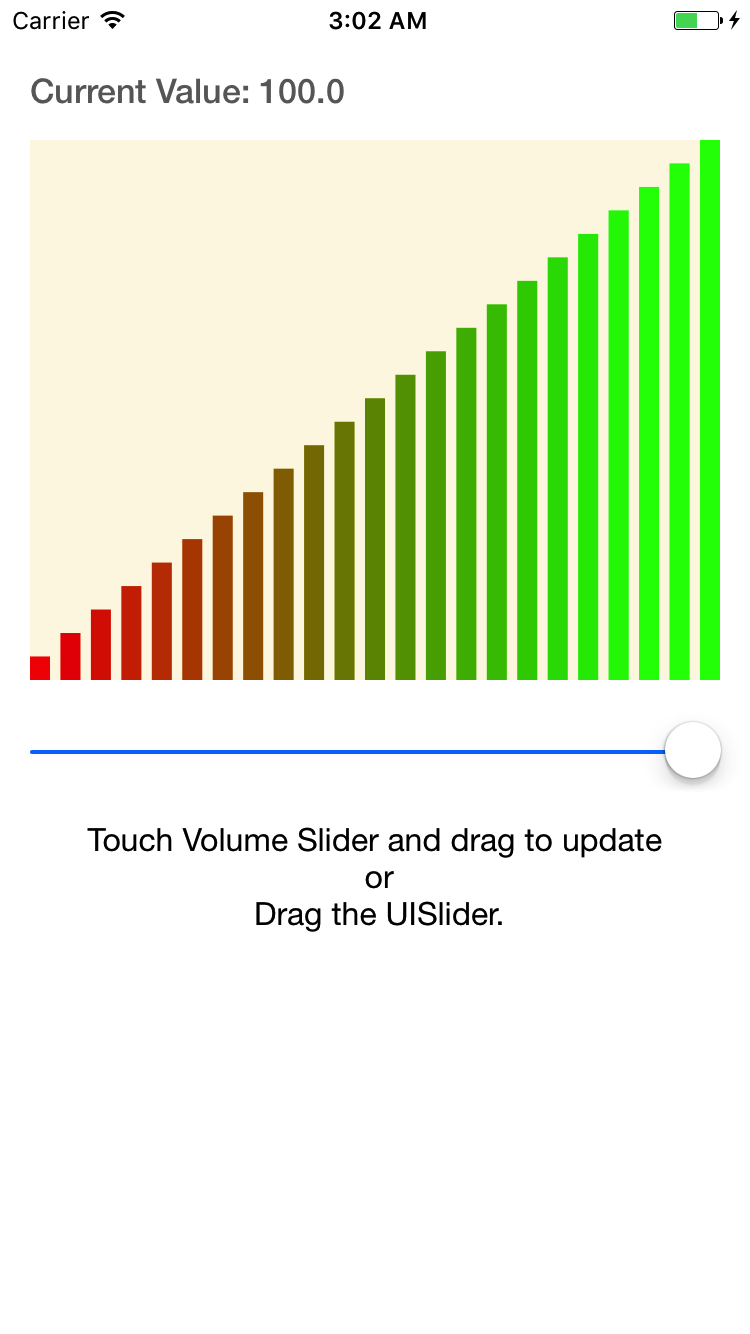 Carrier 3:02 AM
Current Value: 100.0
Touch Volume Slider and drag to update
or
Drag the UISlider.